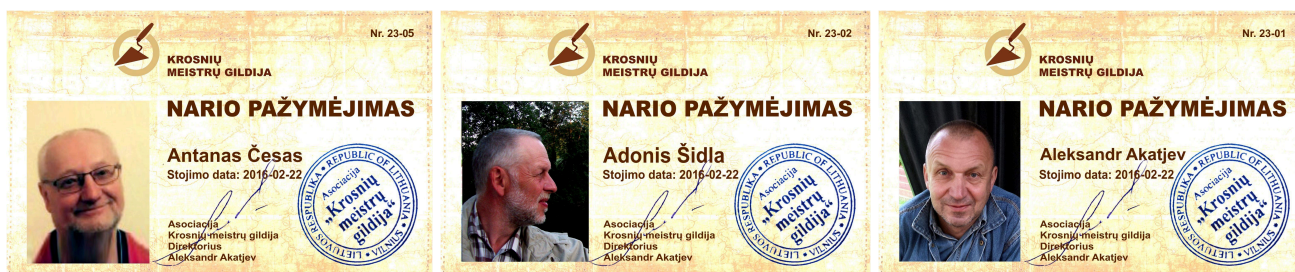 Nr. 23-05
KROSNIŲ
MEISTRŲ GILDIJA
NARIO PAŽYMĖJIMAS
Antanas Česas
Stojimo data: 2016-02-22
Asociacija
Krosnių meistrų gildija
Direktorius
Aleksandr Akatjev
LIETUVOS RESPUBLIKA • REPUBLIC OF LITHUANIA • VILNIUS •
Asociacija
„Krosnių
meistrų
gildija“
Nr. 23-02
KROSNIŲ
MEISTRŲ GILDIJA
NARIO PAŽYMĖJIMAS
Adonis Šidla
Stojimo data: 2016-02-22
Asociacija
Krosnių meistrų gildija
Direktorius
Aleksandr Akatjev
LIETUVOS RESPUBLIKA • REPUBLIC OF LITHUANIA • VILNIUS •
Asociacija
„Krosnių
meistrų
gildija“
Nr. 23-01
KROSNIŲ
MEISTRŲ GILDIJA
NARIO PAŽYMĖJIMAS
Aleksandr Akatjev
Stojimo data: 2016-02-22
Asociacija
Krosnių meistrų gildija
Direktorius
Aleksandr Akatjev
LIETUVOS RESPUBLIKA • REPUBLIC OF LITHUANIA • VILNIUS •
Asociacija
„Krosnių
meistrų
gildija“